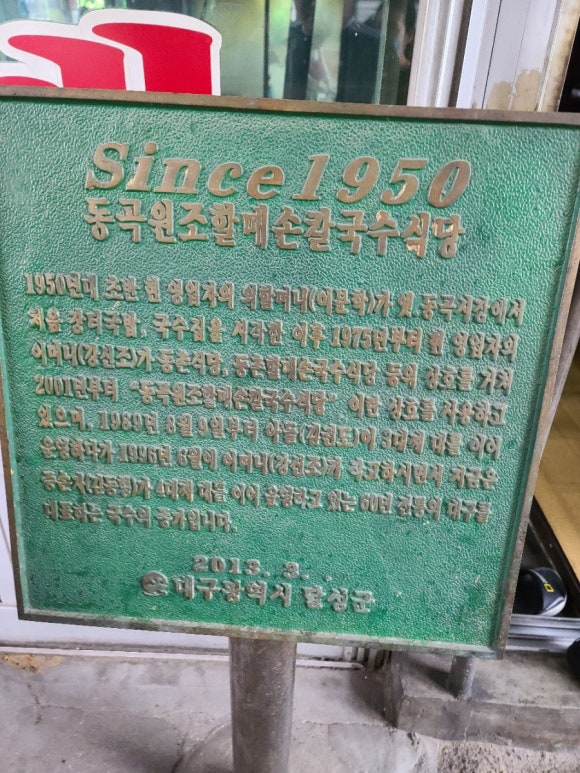 Since 1950
동곡원조할매손칼국수식당
1950년대 초반 현 영업자의 외할머니(이문학)가 옛 동곡시장에서
처음 장터국밥, 국수집을 시작한 이후 1975년부터 현 영업자의
어머니(강신조)가 동촌식당, 동촌할매손국수식당 등의 상호를 거쳐
2001년부터 "동곡원조할매손칼국수식당" 이란 상호를 사용하고
있으며, 1989년 8월 9일부터 아들(김권도)이 3대째 대를 이어
운영하다가 1996년 6월에 어머니(강신조)가 작고하시면서 지금은
4대째 대를 이어 운영하고 있는 60년 전통의 대구를
대표하는 국수의 종가입니다.
2013. 3.
대구광역시 달성군